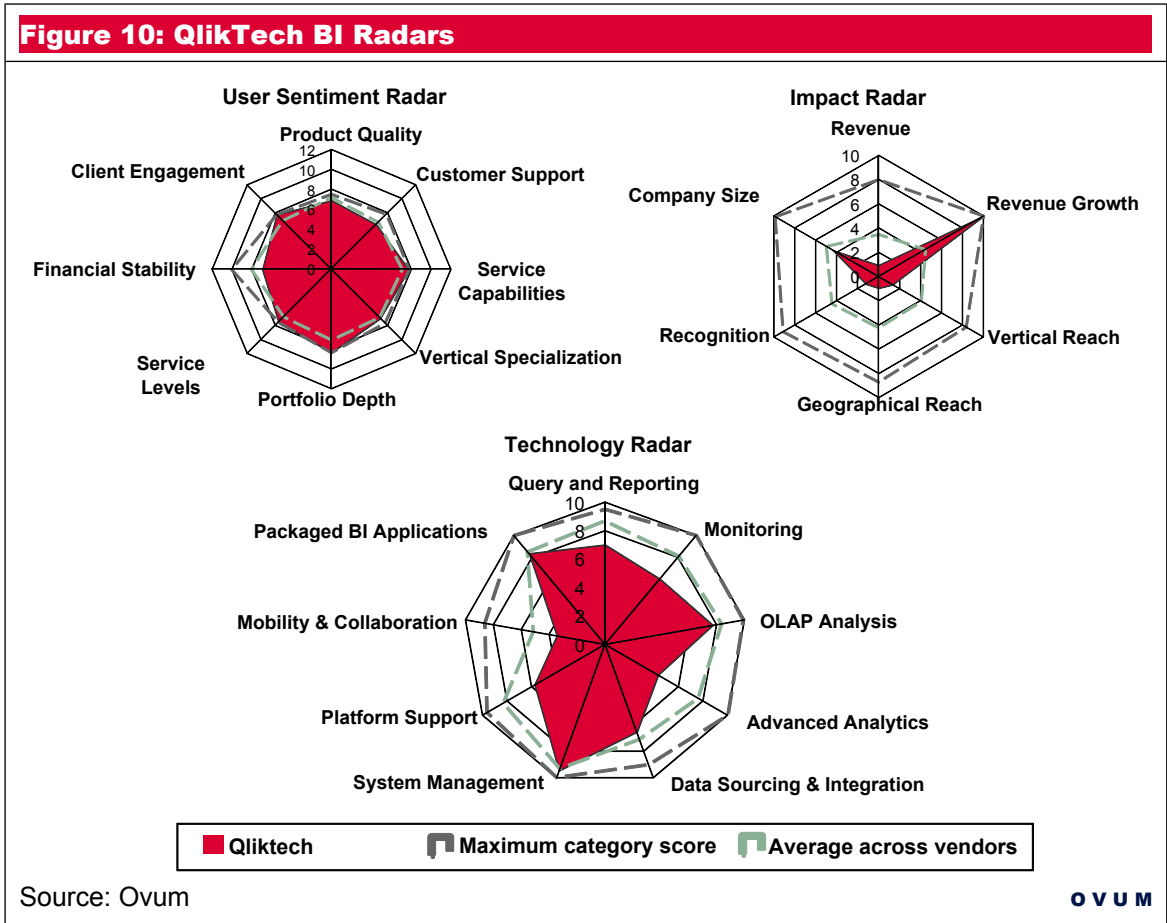 Figure 10: QlikTech BI Radars
User Sentiment Radar
Product Quality
Customer Support
Service
Capabilities
Vertical Specialization
Portfolio Depth
Service
Levels
Financial Stability
Client Engagement
12
10
8
6
4
2
0
Impact Radar
Revenue
Revenue Growth
Vertical Reach
Geographical Reach
Recognition
Company Size
10
8
6
4
2
0
Technology Radar
Query and Reporting
Monitoring
OLAP Analysis
Advanced Analytics
Data Sourcing & Integration
System Management
Platform Support
Mobility & Collaboration
Packaged BI Applications
10
8
6
4
2
0
Qliktech
Maximum category score
Average across vendors
Source: Ovum
OVUM